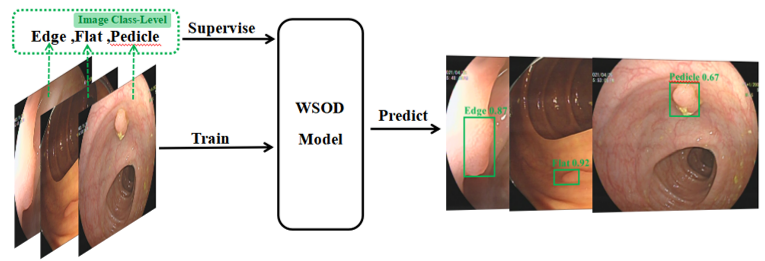 Image Class-Level
Edge ,Flat ,Pedicle
Supervise
Train
WSOD
Model
Predict
Edge 0.87
Flat 0.92
Pedicle 0.67